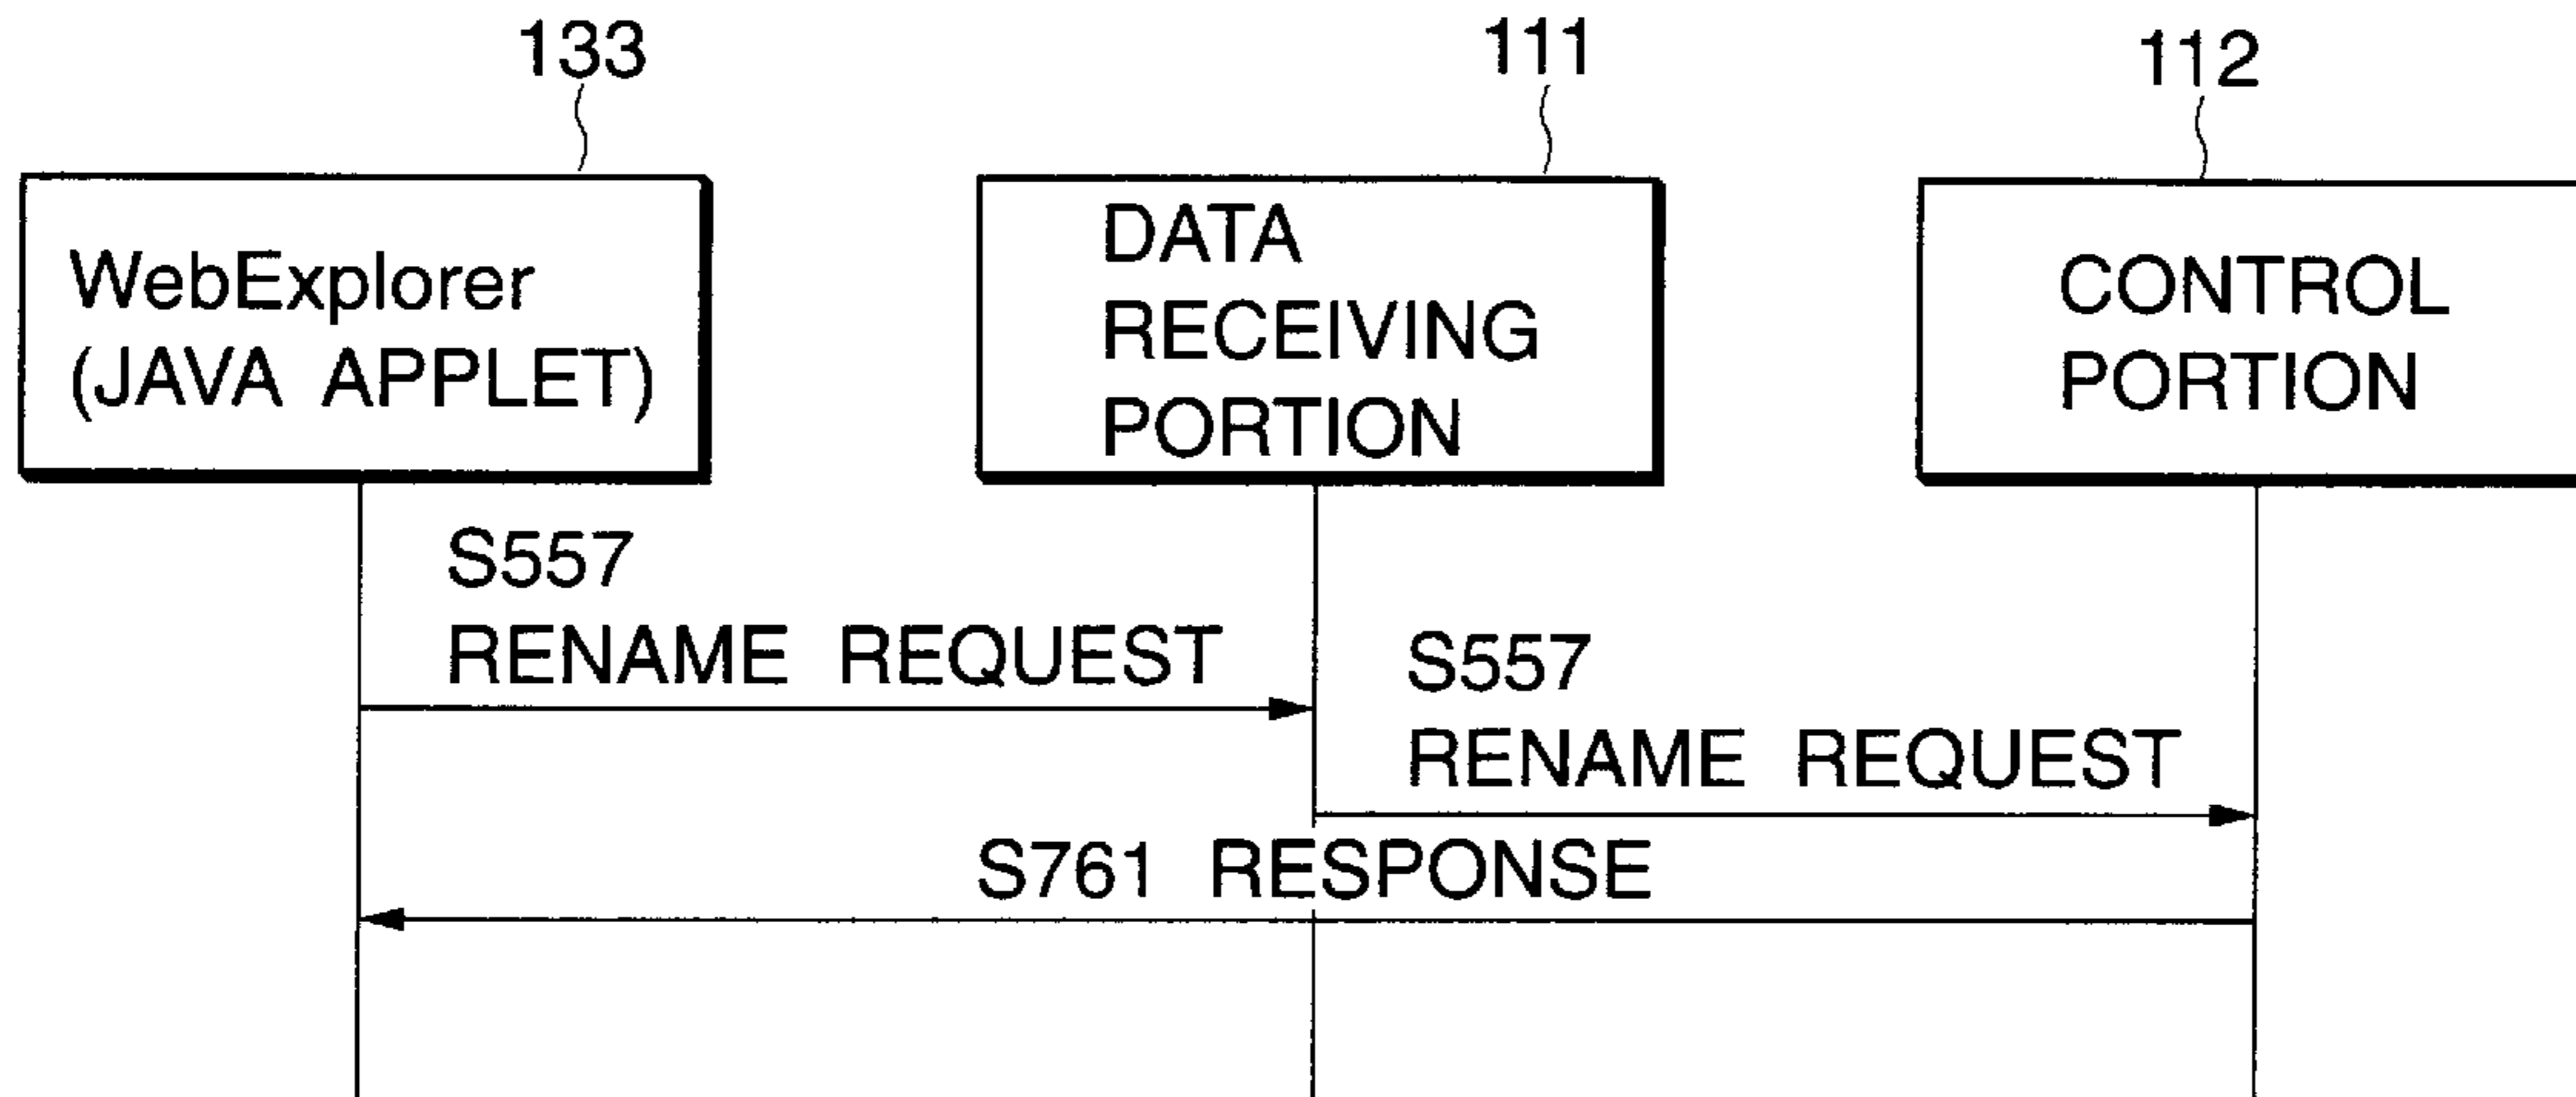 133
111
112
WebExplorer
(JAVA APPLET)
DATA
RECEIVING
PORTION
CONTROL
PORTION
S557
RENAME REQUEST
S557
RENAME REQUEST
S761 RESPONSE